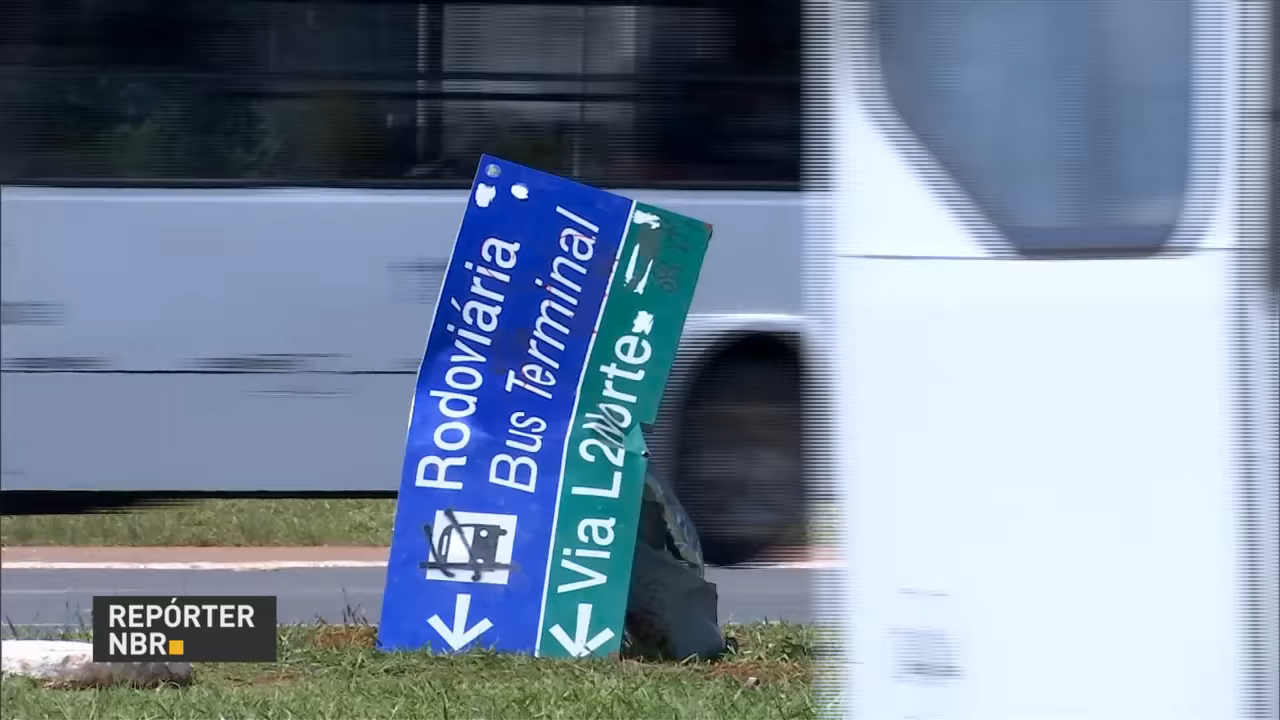 Rodoviária
Bus Terminal
Via L2 Norte
REPÓRTER
NBR